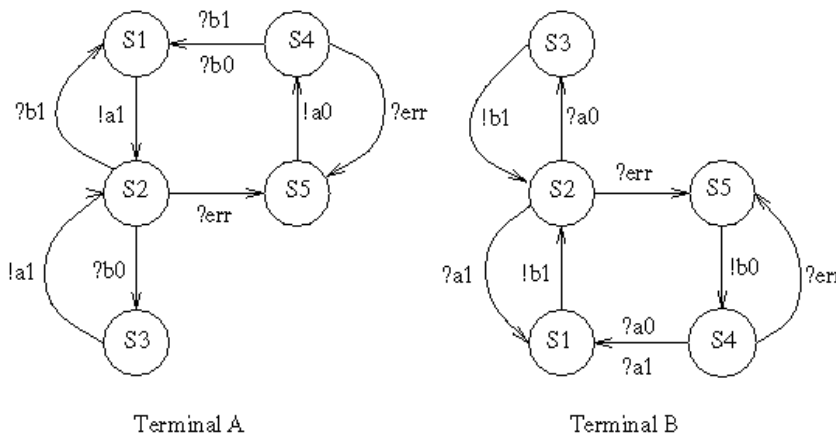 S1
?b1
?b0
S4
?b1
!a1
!a0
?err
S2
?err
S5
!a1
?b0
S3
Terminal A
S3
!b1
?a0
S2
?err
S5
?a1
!b1
!b0
?err
S1
?a0
?a1
S4
Terminal B